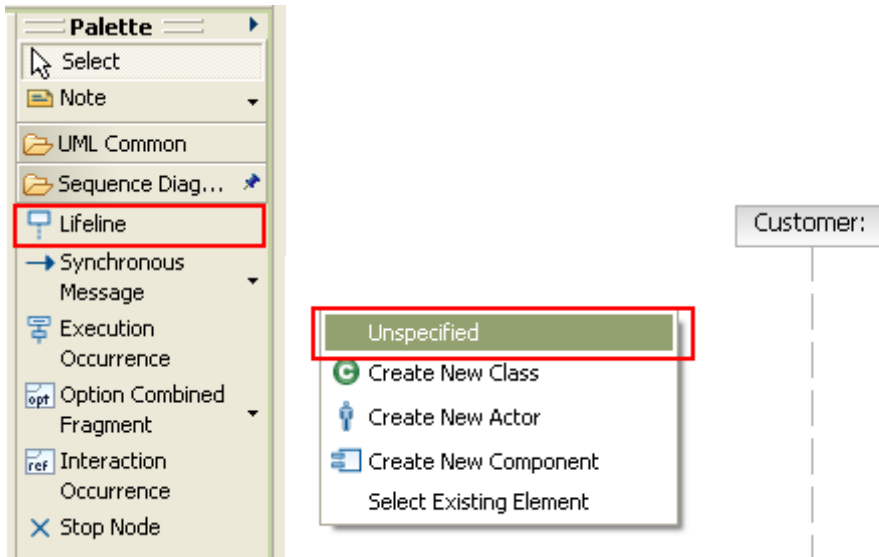 Palette
Select
Note
UML Common
Sequence Diag...
Lifeline
Synchronous
Message
Execution
Occurrence
opt Option Combined
Fragment
ref Interaction
Occurrence
Stop Node
Unspecified
C Create New Class
Create New Actor
Create New Component
Select Existing Element
Customer: